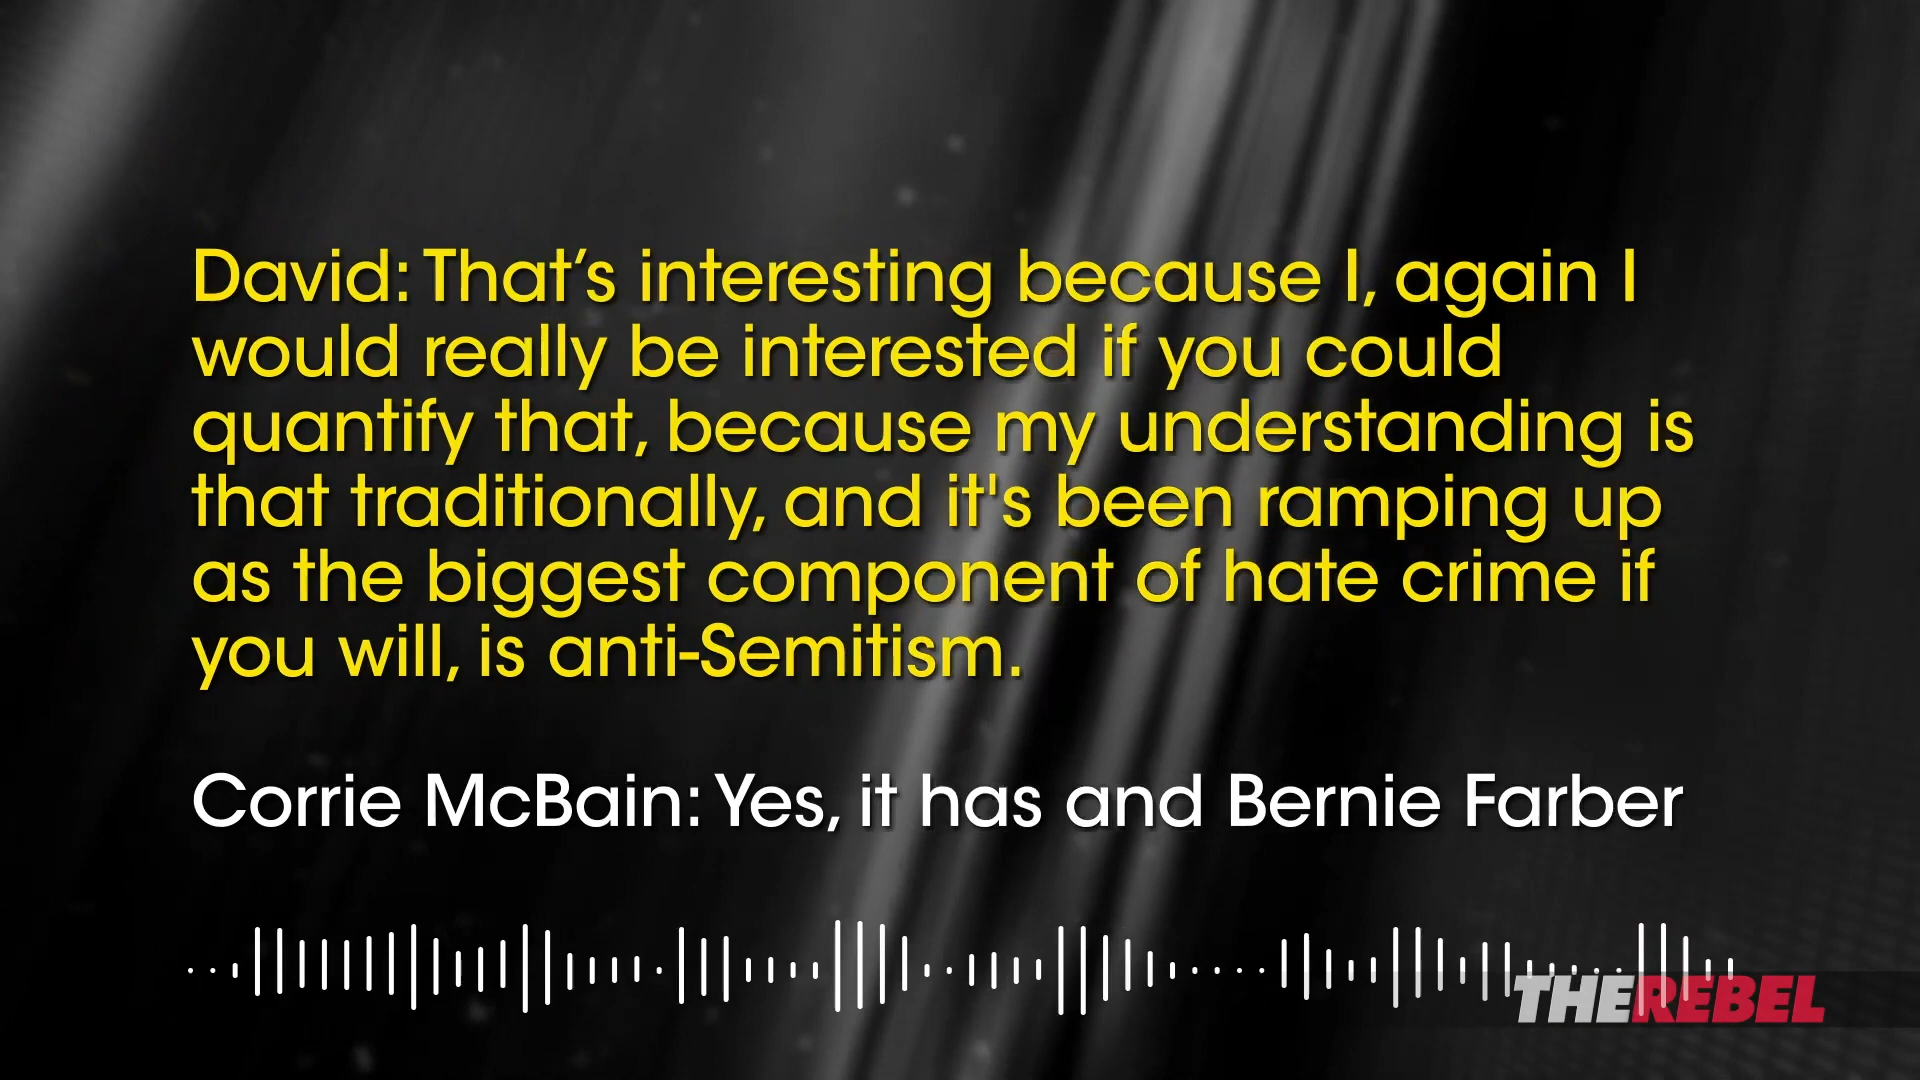 David: That’s interesting because I, again I
would really be interested if you could
quantify that, because my understanding is
that traditionally, and it's been ramping up
as the biggest component of hate crime if
you will, is anti-Semitism.
Corrie McBain: Yes, it has and Bernie Farber
THEREBEL